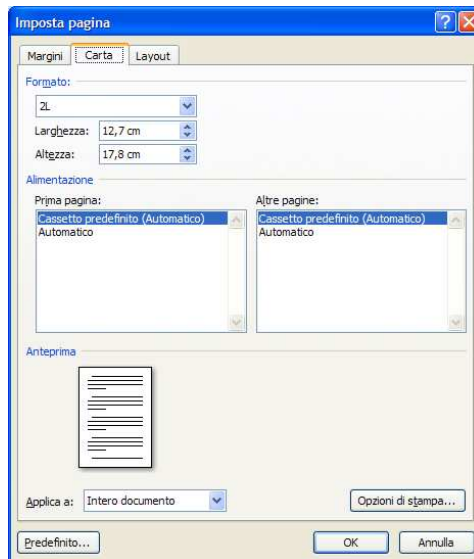 Imposta pagina
Margini Carta Layout
Formato:
2L
Larghezza: 12,7 cm
Altezza: 17,8 cm
Alimentazione
Prima pagina: Altre pagine:
Cassetto predefinito (Automatico) Cassetto predefinito (Automatico)
Automatico Automatico
Anteprima
Applica a: Intero documento Opzioni di stampa...
Predefinito... OK Annulla